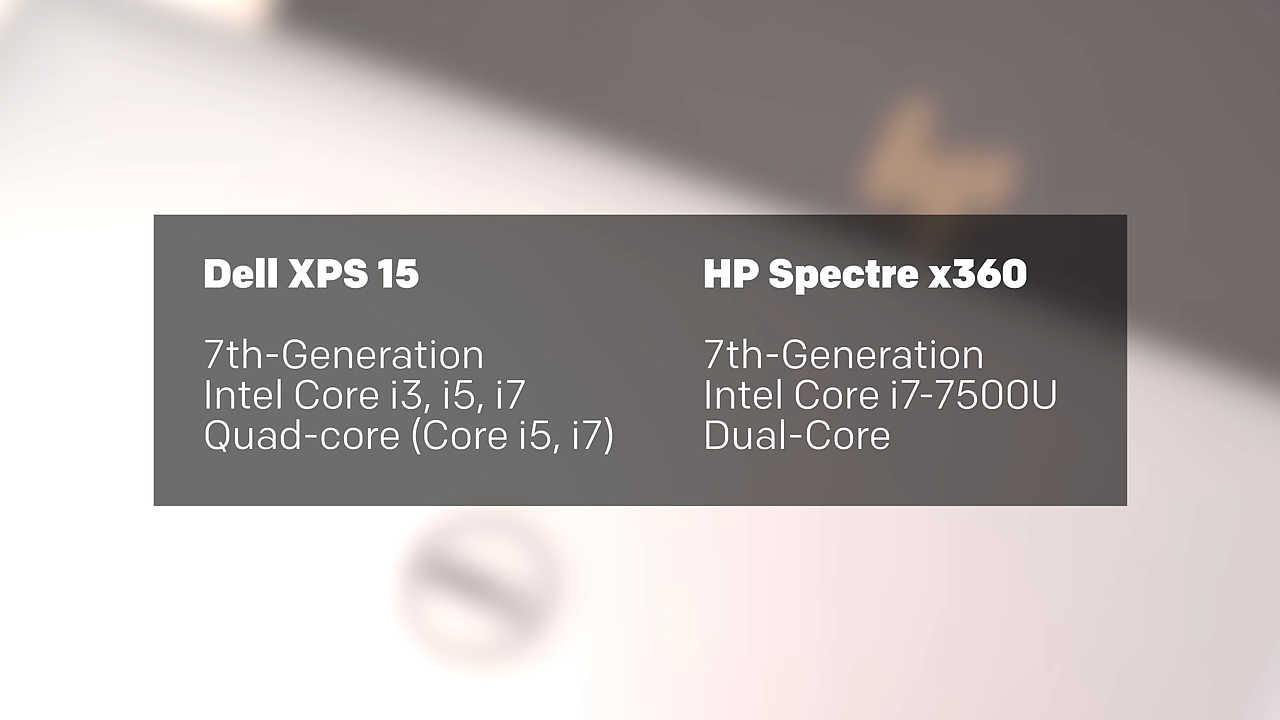 Dell XPS 15
7th-Generation
Intel Core i3, i5, i7
Quad-core (Core i5, i7)
HP Spectre x360
7th-Generation
Intel Core i7-7500U
Dual-Core